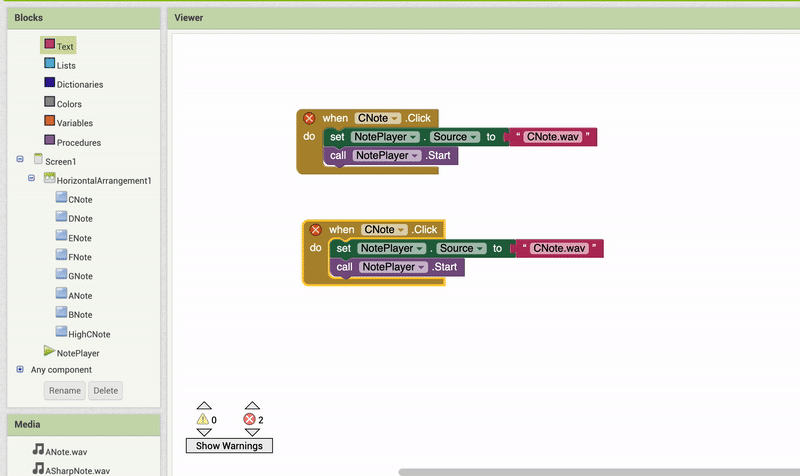 Blocks
Text
Lists
Dictionaries
Colors
Variables
Procedures
Screen1
HorizontalArrangement1
CNote
DNote
ENote
FNote
GNote
ANote
BNote
HighCNote
NotePlayer
Any component
Rename Delete
Media
ANote.wav
ASharpNote.wav
Viewer
when CNote .Click
do set NotePlayer . Source to “ CNote.wav ”
call NotePlayer .Start
when CNote .Click
do set NotePlayer . Source to “ CNote.wav ”
call NotePlayer .Start
0 2
Show Warnings